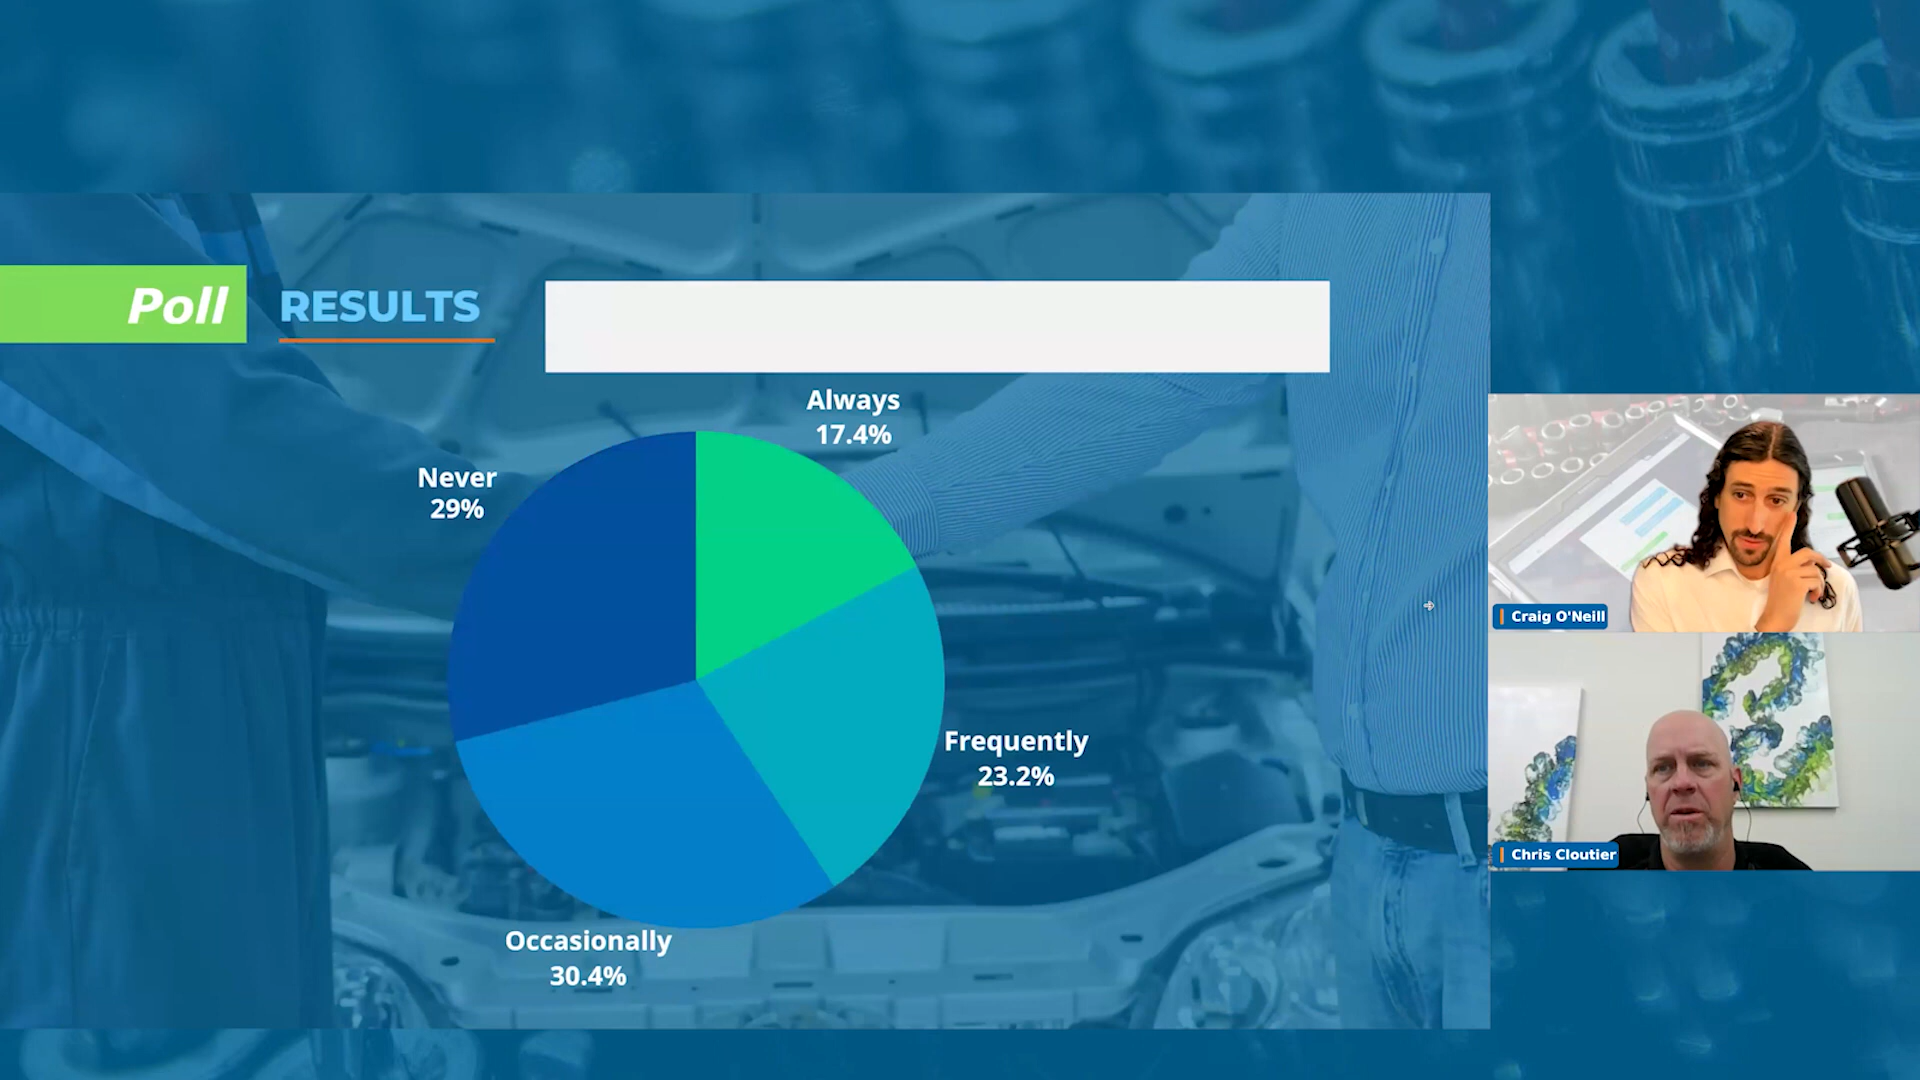 Poll
RESULTS
Always
17.4%
Never
29%
Frequently
23.2%
Occasionally
30.4%
Craig O'Neill
Chris Cloutier